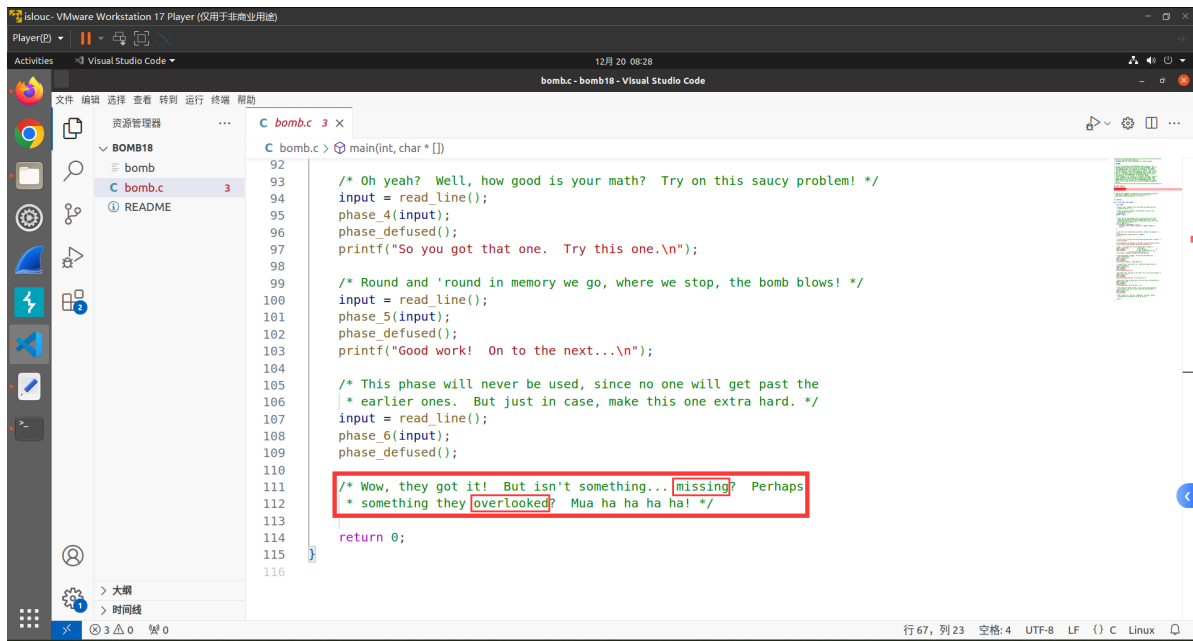 islouc- VMware Workstation 17 Player (仅用于非商业用途)
Player(P)
Activities Visual Studio Code 12月 20 08:28
bomb.c - bomb18 - Visual Studio Code
文件 编辑 选择 查看 转到 运行 终端 帮助
资源管理器 ... C bomb.c 3
BOMB18 C bomb.c > main(int, char * [])
bomb
C bomb.c 3
README
92
93 /* Oh yeah? Well, how good is your math? Try on this saucy problem! */
94 input = read_line();
95 phase_4(input);
96 phase_defused();
97 printf("So you got that one. Try this one.\n");
98
99 /* Round and 'round in memory we go, where we stop, the bomb blows! */
100 input = read_line();
101 phase_5(input);
102 phase_defused();
103 printf("Good work! On to the next...\n");
104
105 /* This phase will never be used, since no one will get past the
106 * earlier ones. But just in case, make this one extra hard. */
107 input = read_line();
108 phase_6(input);
109 phase_defused();
110
111 /* Wow, they got it! But isn't something... missing? Perhaps
112 * something they overlooked? Mua ha ha ha ha! */
113
114 return 0;
115 }
116
2
大纲
1
时间线
3 0 0 行 67，列 23 空格: 4 UTF-8 LF {} C Linux